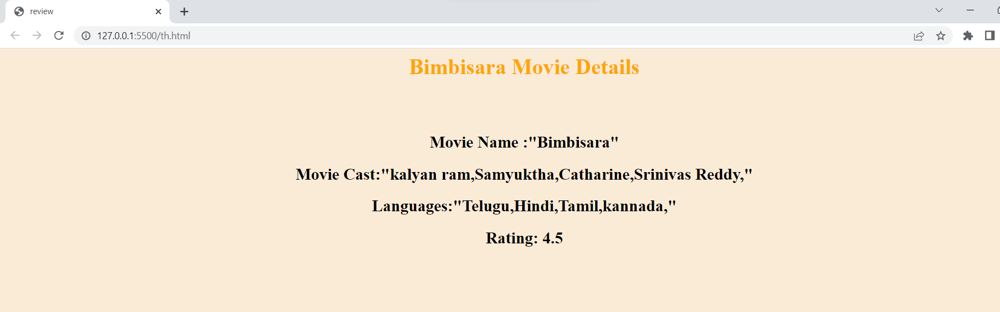 review
127.0.0.1:5500/th.html
Bimbisara Movie Details
Movie Name :"Bimbisara"
Movie Cast:"kalyan ram,Samyuktha,Catharine,Srinivas Reddy,"
Languages:"Telugu,Hindi,Tamil,kannada,"
Rating: 4.5